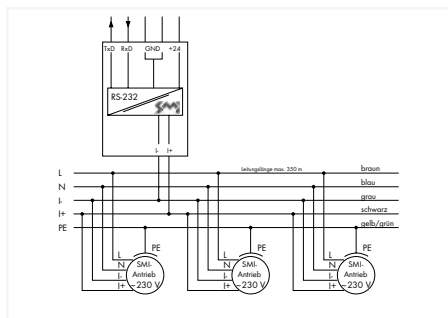 TxD RxD GND +24
RS-232
SMI
I- I+
L Leitungslänge max. 350 m braun
N blau
I- grau
I+ schwarz
PE gelb/grün
PE PE PE
L L L
N N N
I- I- I-
I+ I+ I+
SMI- SMI- SMI-
Antrieb Antrieb Antrieb
~230 V ~230 V ~230 V